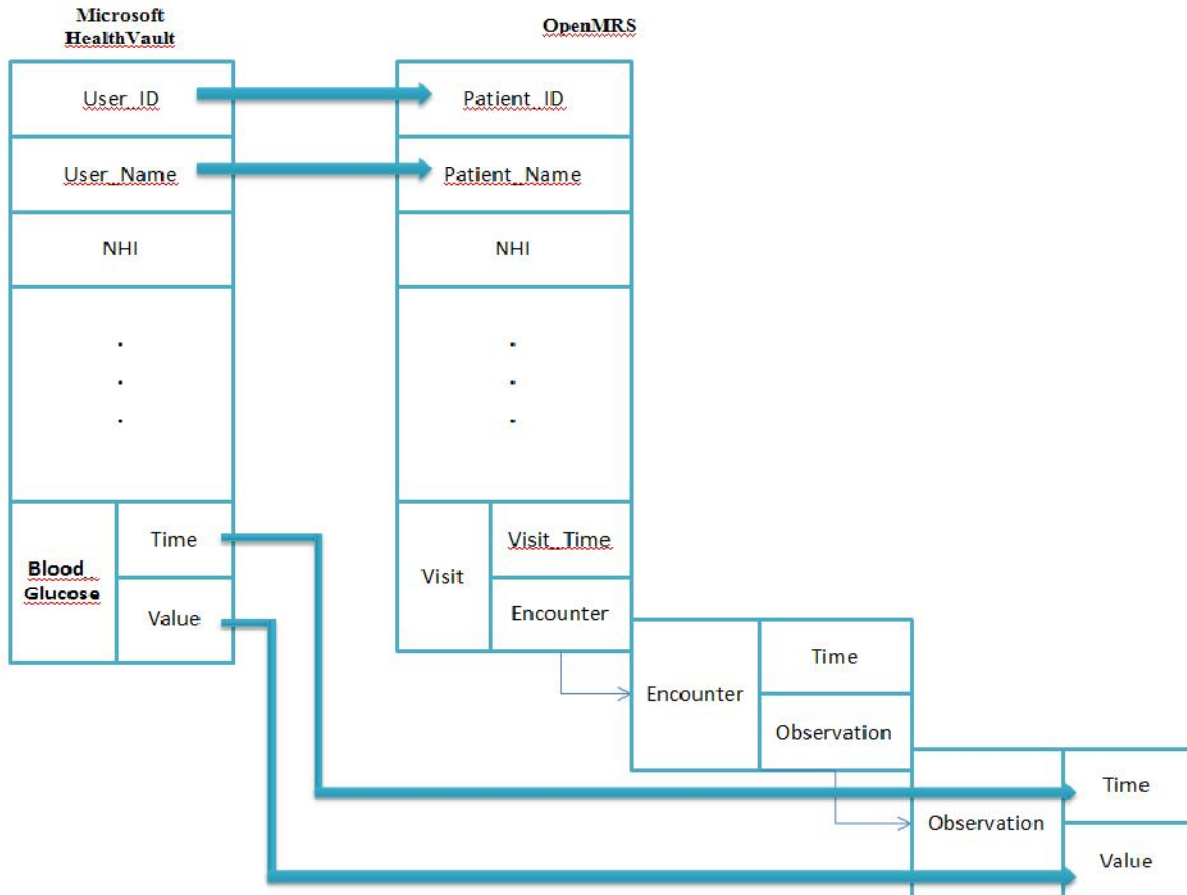 Microsoft
HealthVault
OpenMRS
User_ID
Patient_ID
User_Name
Patient_Name
NHI
NHI
.
.
.
.
.
.
Blood_
Glucose
Time
Value
Visit
Visit_Time
Encounter
Encounter
Time
Observation
Observation
Time
Value